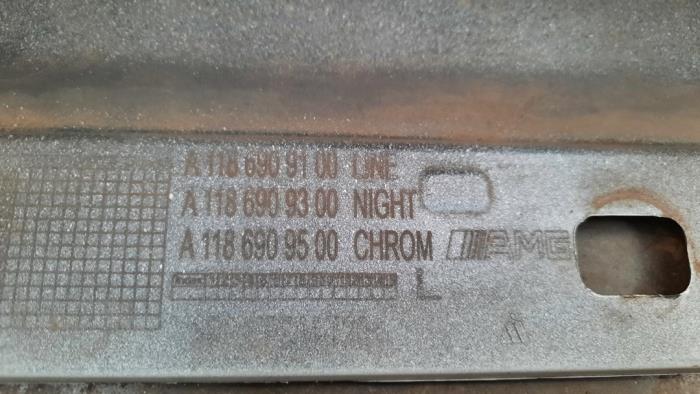 A 118 690 91 00 LINE
A 118 690 93 00 NIGHT
A 118 690 95 00 CHROM AMG
L